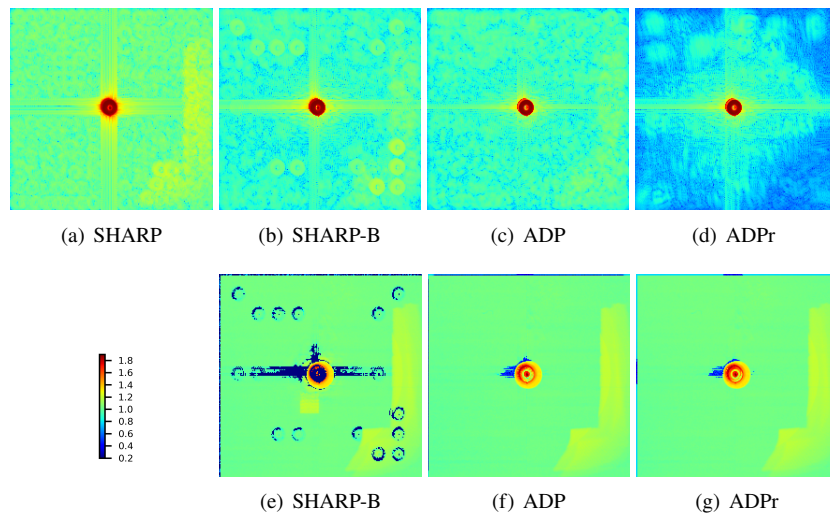 (a) SHARP
(b) SHARP-B
(c) ADP
(d) ADPr
1.8
1.6
1.4
1.2
1.0
0.8
0.6
0.4
0.2
(e) SHARP-B
(f) ADP
(g) ADPr